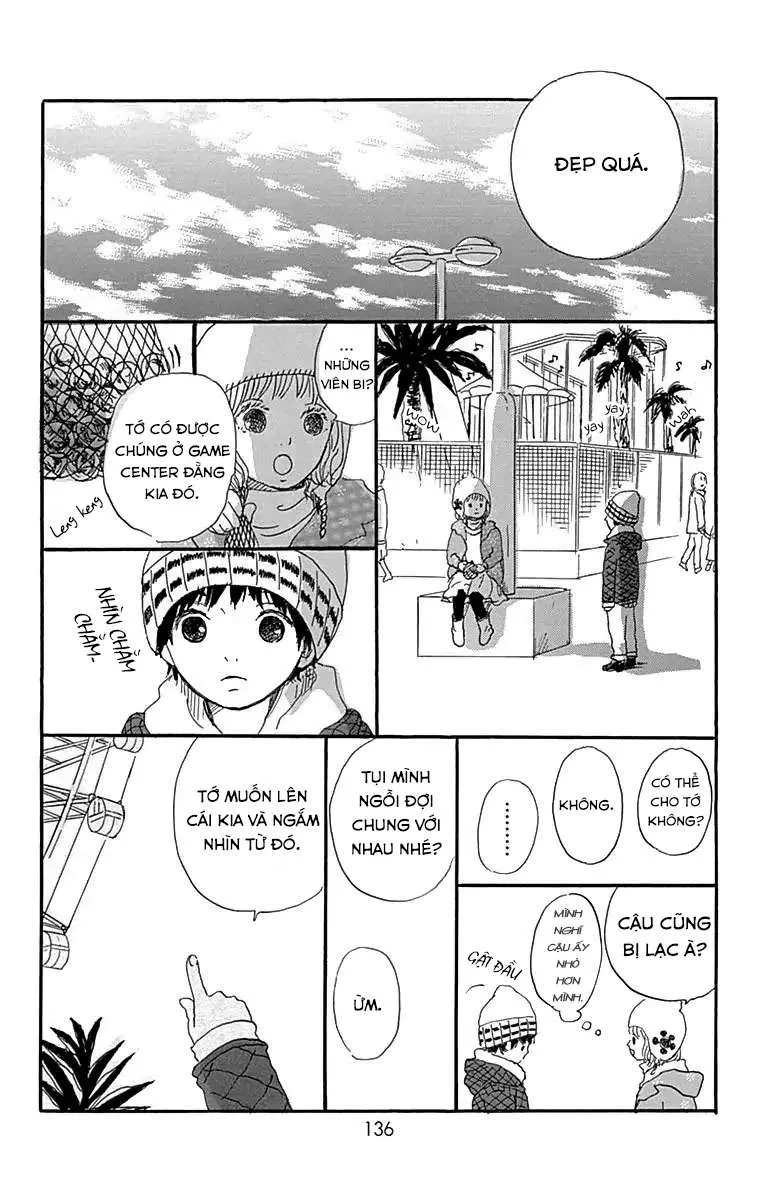 ĐẸP QUÁ.
WOW
yay
yay
wah
...
NHỮNG
VIÊN BI?
TỚ CÓ ĐƯỢC
CHÚNG Ở GAME
CENTER ĐẰNG
KIA ĐÓ.
Leng keng
NHÌN CHẰM
CHẰM-
CÓ THỂ
CHO TỚ
KHÔNG?
KHÔNG.
.........
CẬU CŨNG
BỊ LẠC À?
MÌNH
NGHĨ
CẬU ẤY
NHỎ
HƠN
MÌNH.
GẬT ĐẦU
TỤI MÌNH
NGỒI ĐỢI
CHUNG VỚI
NHAU NHÉ?
ỪM.
TỚ MUỐN LÊN
CÁI KIA VÀ NGẮM
NHÌN TỪ ĐÓ.
136